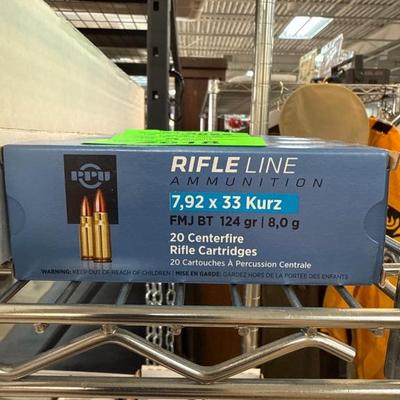 PPU
RIFLE LINE
AMMUNITION
7,92 x 33 Kurz
FMJ BT 124 gr | 8,0 g
20 Centerfire
Rifle Cartridges
20 Cartouches À Percussion Centrale
WARNING: KEEP OUT OF REACH OF CHILDREN | MISE EN GARDE: GARDEZ HORS DE LA PORTÉE DES ENFANTS